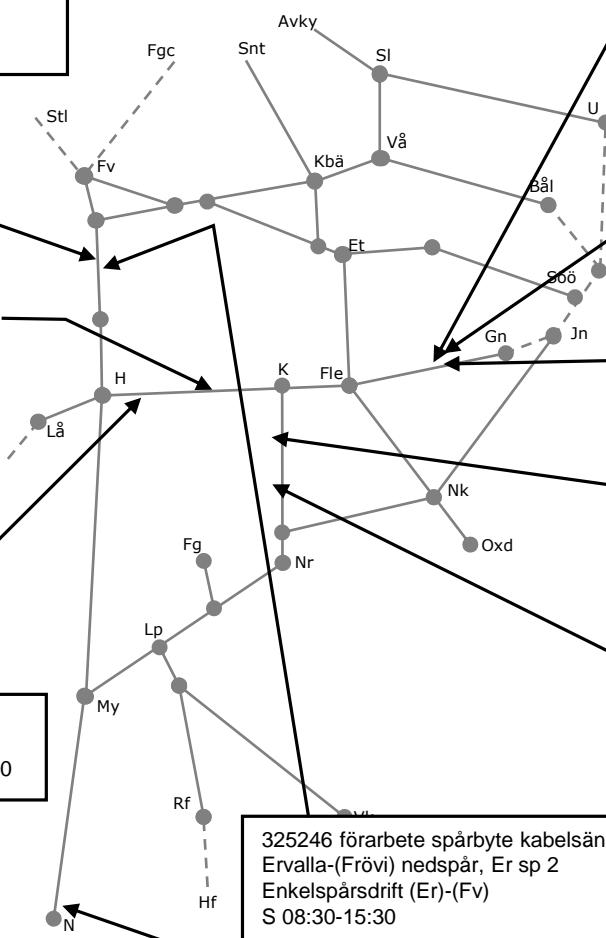 Avky
Fgc
Snt
Sl
Stl
U
Vå
Fv
Kbä
Bål
Et
Söö
Jn
Gn
K
Fle
H
Lå
Nk
Fg
Oxd
Nr
Lp
My
0
Rf
325246 förarbete spårbyte kabelsän
Ervalla-(Frövi) nedspår, Er sp 2
Enkelspårsdrift (Er)-(Fv)
S 08:30-15:30
Hf
N